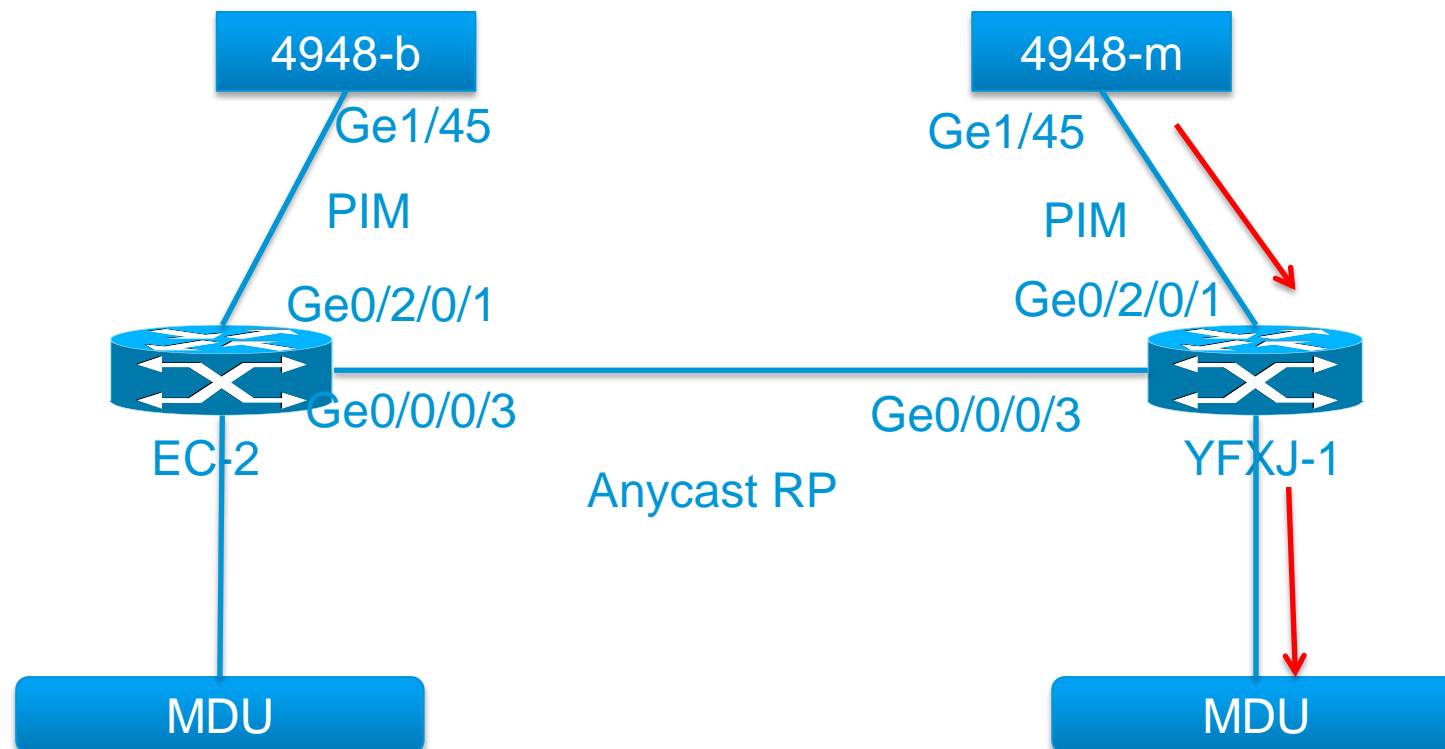 4948-b
4948-m
Ge1/45
Ge1/45
PIM
PIM
Ge0/2/0/1
Ge0/2/0/1
Ge0/0/0/3
Ge0/0/0/3
EC-2
YFXJ-1
Anycast RP
MDU
MDU